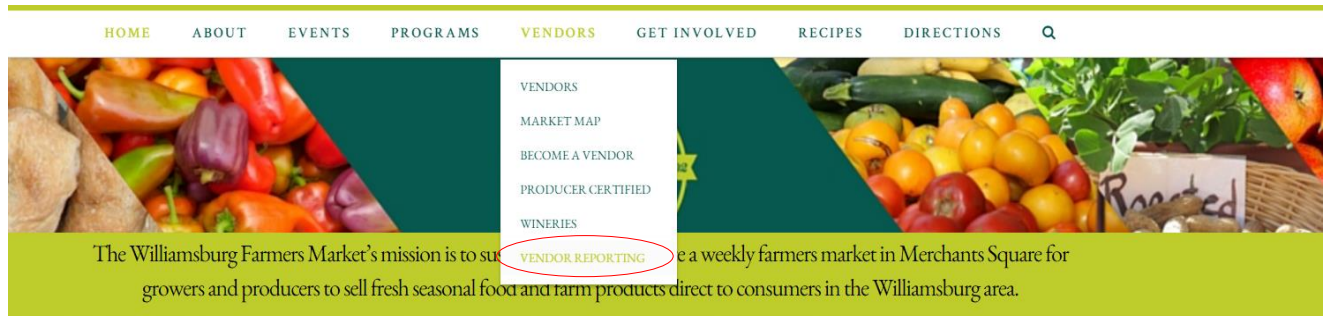 HOME ABOUT EVENTS PROGRAMS VENDORS GET INVOLVED RECIPES DIRECTIONS
VENDORS
MARKET MAP
BECOME A VENDOR
PRODUCER CERTIFIED
WINERIES
VENDOR REPORTING
Roasted
The Williamsburg Farmers Market's mission is to su e a weekly farmers market in Merchants Square for
growers and producers to sell fresh seasonal food and farm products direct to consumers in the Williamsburg area.